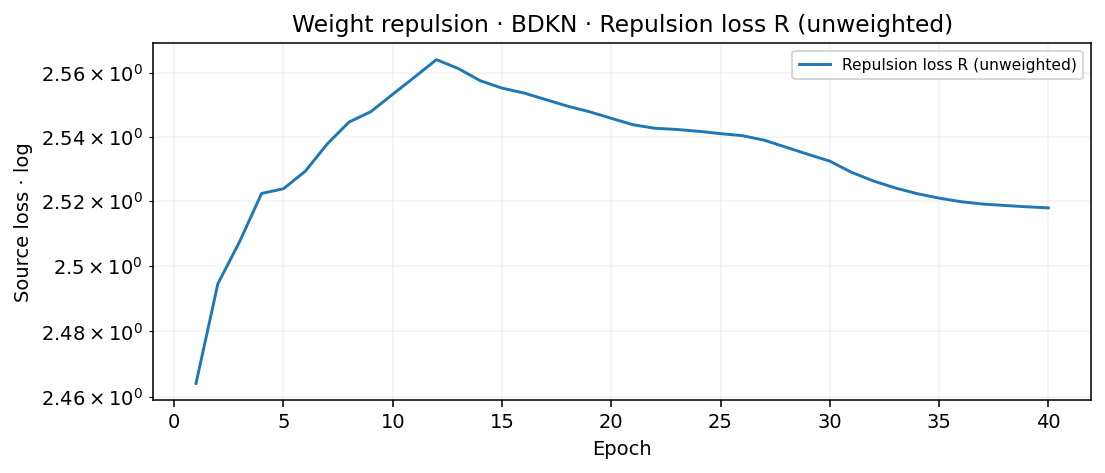 Weight repulsion · BDKN · Repulsion loss R (unweighted)
Repulsion loss R (unweighted)
Source loss · log
2.56 × 10⁰
2.54 × 10⁰
2.52 × 10⁰
2.5 × 10⁰
2.48 × 10⁰
2.46 × 10⁰
0 5 10 15 20 25 30 35 40
Epoch